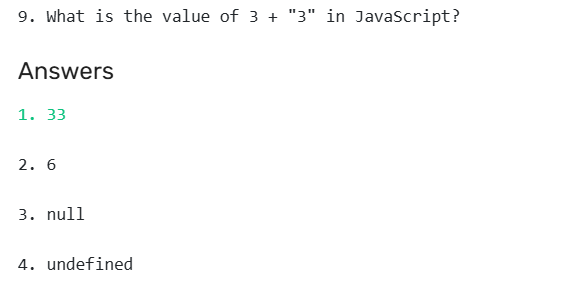 9. What is the value of 3 + "3" in JavaScript?
Answers
1. 33
2. 6
3. null
4. undefined